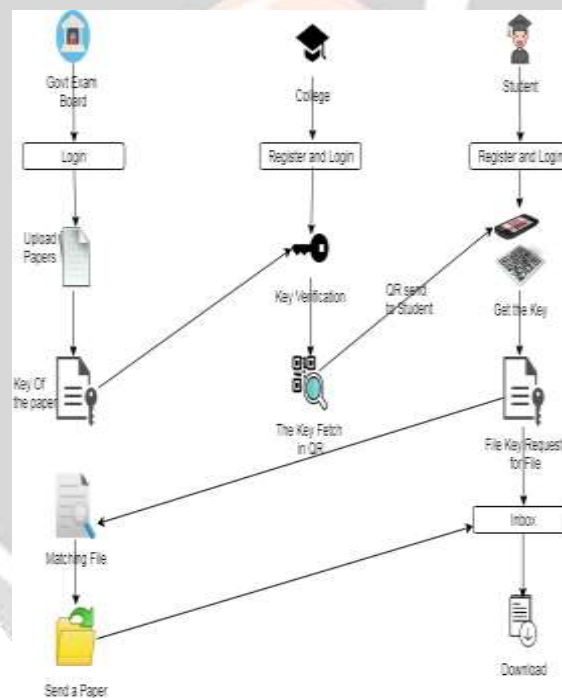 Govt Exam
Board
College
Student
Login
Register and Login
Register and Login
Upload
Papers
Key Verification
QR send
to Student
Get the Key
Key Of
the paper
The Key Fetch
in QR
File Key Request
for File
Matching File
Inbox
Send a Paper
Download